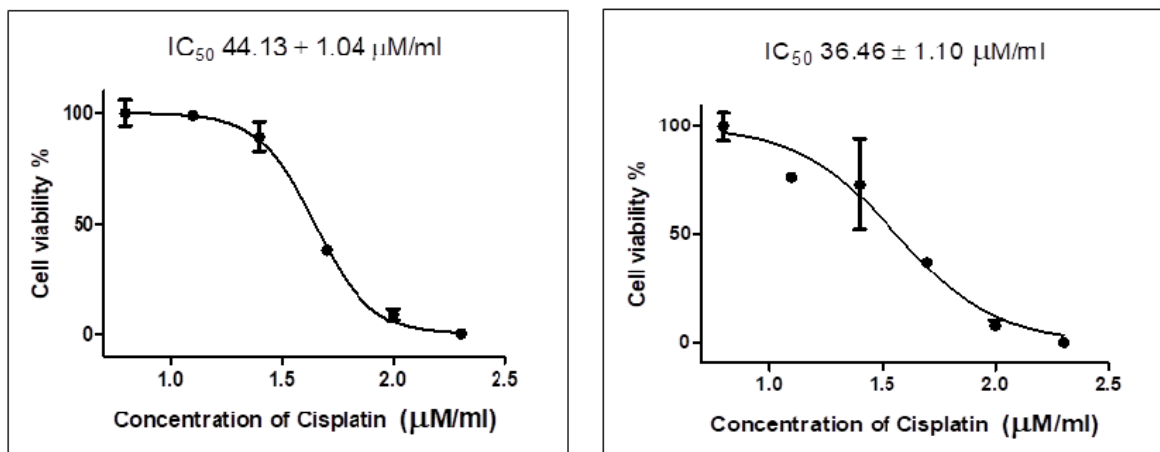 IC50 44.13 + 1.04 µM/ml
100
50
0
Cell viability %
1.0 1.5 2.0 2.5
Concentration of Cisplatin (µM/ml)
IC50 36.46 ± 1.10 µM/ml
100
50
0
Cell viability %
1.0 1.5 2.0 2.5
Concentration of Cisplatin (µM/ml)